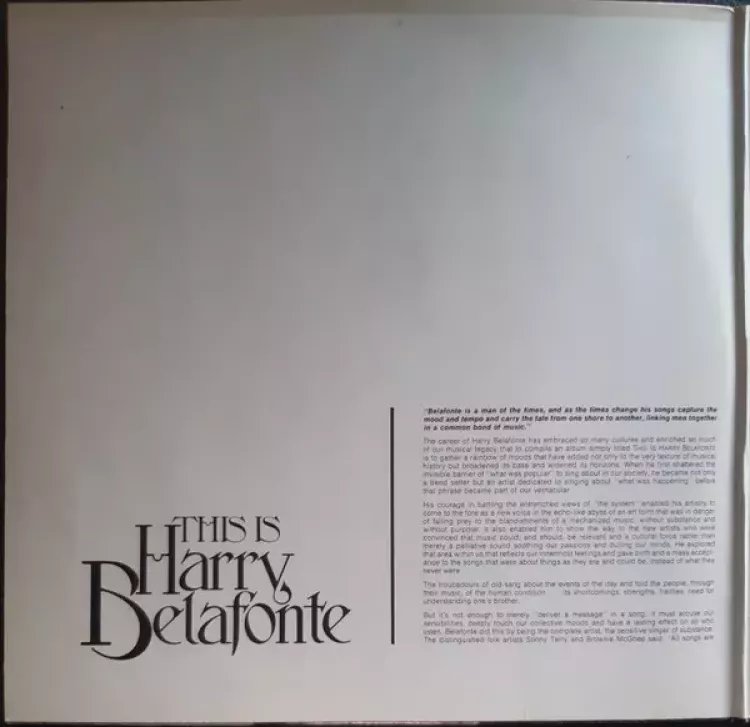 THIS IS
Harry
Belafonte
"Belafonte is a man of the times, and as the times change his songs capture the
mood and tempo and carry the tale from one shore to another, linking men together
in a common bond of music."
The career of Harry Belafonte has embraced so many cultures and enriched so much
of our musical legacy that to compile an album simply titled THIS IS HARRY BELAFONTE
is to gather a rainbow of moods that have added not only to the very texture of musical
history but broadened its base and widened its horizons. When he first shattered the
invisible barrier of "what was popular" to sing about in our society, he became not only
a trend setter but an artist dedicated to singing about "what was happening" before
that phrase became part of our vernacular.
His courage in battling the entrenched views of "the system" enabled his artistry to
come to the fore as a new voice in the echo-like abyss of an art form that was in danger
of falling prey to the blandishments of a mechanized music, without substance and
without purpose. It also enabled him to show the way to the new artists who were
convinced that music could, and should, be relevant and a cultural force rather than
merely a palliative sound soothing our passions and dulling our minds. He explored
that area within us that reflects our innermost feelings and gave birth and a mass accept-
ance to the songs that were about things as they are and could be, instead of what they
never were.
The troubadours of old sang about the events of the day and told the people, through
their music, of the human condition its shortcomings, strengths, frailties, need for
understanding one's brother.
But it's not enough to merely "deliver a message" in a song; it must arouse our
sensibilities, deeply touch our collective moods and have a lasting effect on all who
listen. Belafonte did this by being the complete artist, the sensitive singer of substance.
The distinguished folk artists Sonny Terry and Brownie McGhee said: "All songs are